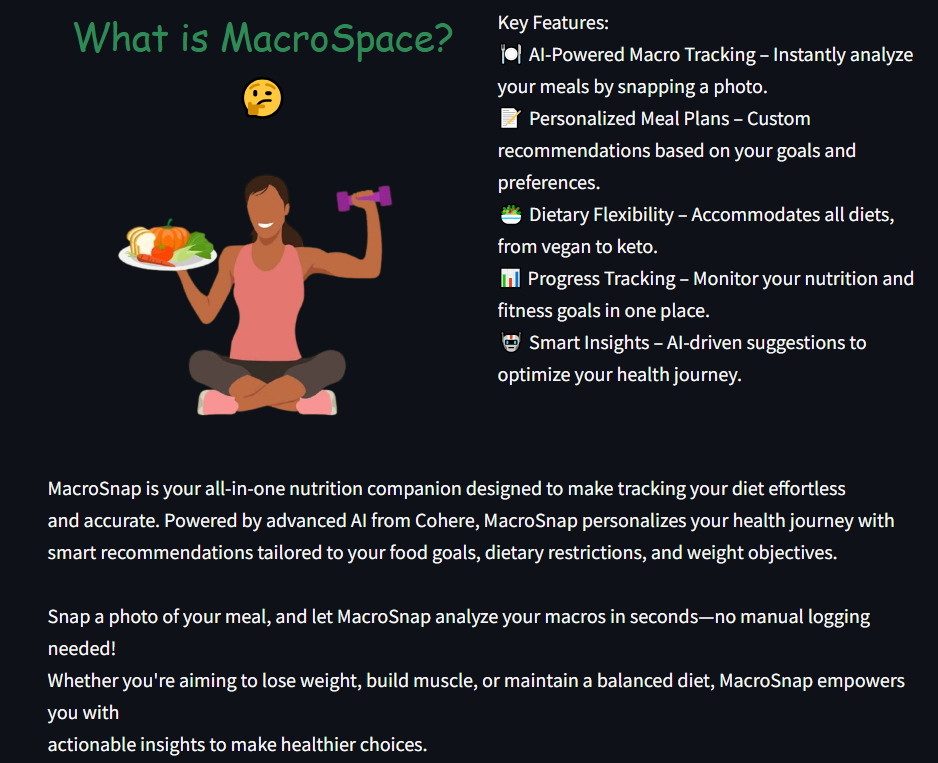 What is MacroSpace?
🤔
Key Features:
🍽️ AI-Powered Macro Tracking – Instantly analyze
your meals by snapping a photo.
📝 Personalized Meal Plans – Custom
recommendations based on your goals and
preferences.
🥗 Dietary Flexibility – Accommodates all diets,
from vegan to keto.
📊 Progress Tracking – Monitor your nutrition and
fitness goals in one place.
🤖 Smart Insights – AI-driven suggestions to
optimize your health journey.
MacroSnap is your all-in-one nutrition companion designed to make tracking your diet effortless
and accurate. Powered by advanced AI from Cohere, MacroSnap personalizes your health journey with
smart recommendations tailored to your food goals, dietary restrictions, and weight objectives.
Snap a photo of your meal, and let MacroSnap analyze your macros in seconds—no manual logging
needed!
Whether you're aiming to lose weight, build muscle, or maintain a balanced diet, MacroSnap empowers
you with
actionable insights to make healthier choices.